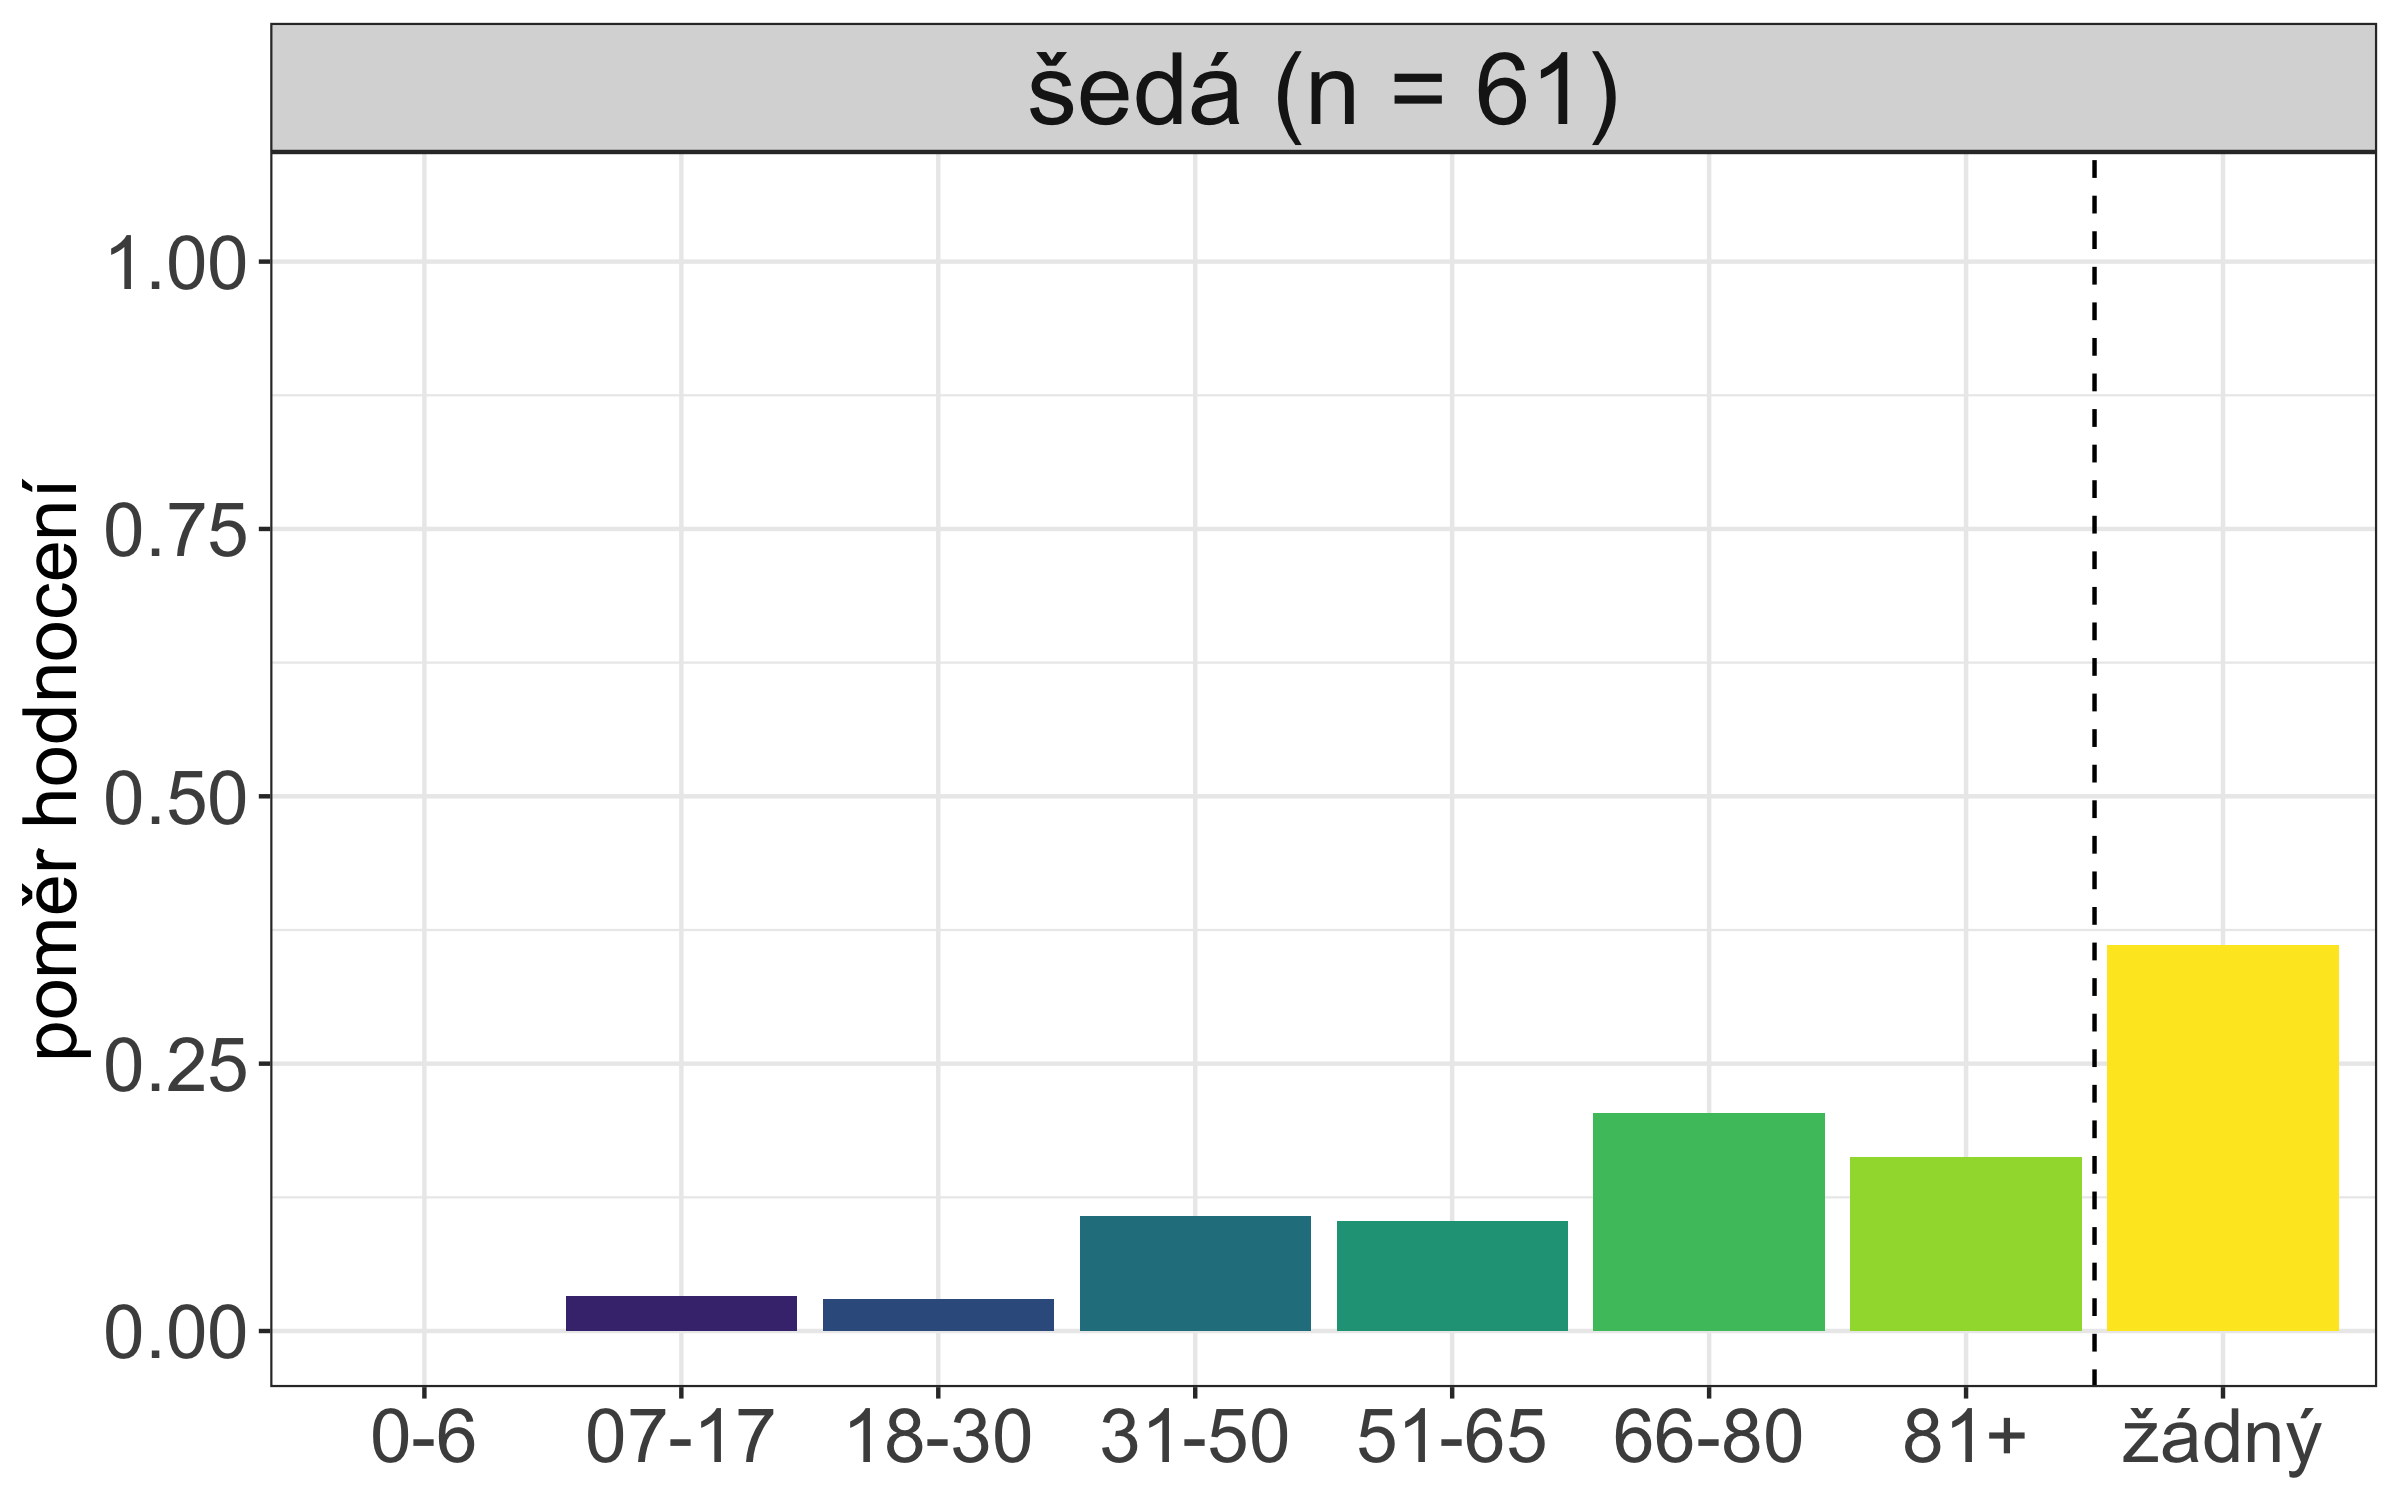 šedá (n = 61)
poměr hodnocení
1.00
0.75
0.50
0.25
0.00
0-6 07-17 18-30 31-50 51-65 66-80 81+ žádný